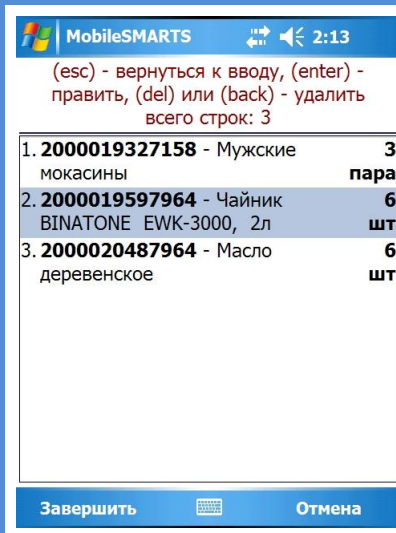 MobileSMARTS 2:13
(esc) - вернуться к вводу, (enter) -
править, (del) или (back) - удалить
всего строк: 3
1. 2000019327158 - Мужские 3
мокасины пара
2. 2000019597964 - Чайник 6
BINATONE EWK-3000, 2л шт
3. 2000020487964 - Масло 6
деревенское шт
Завершить Отмена